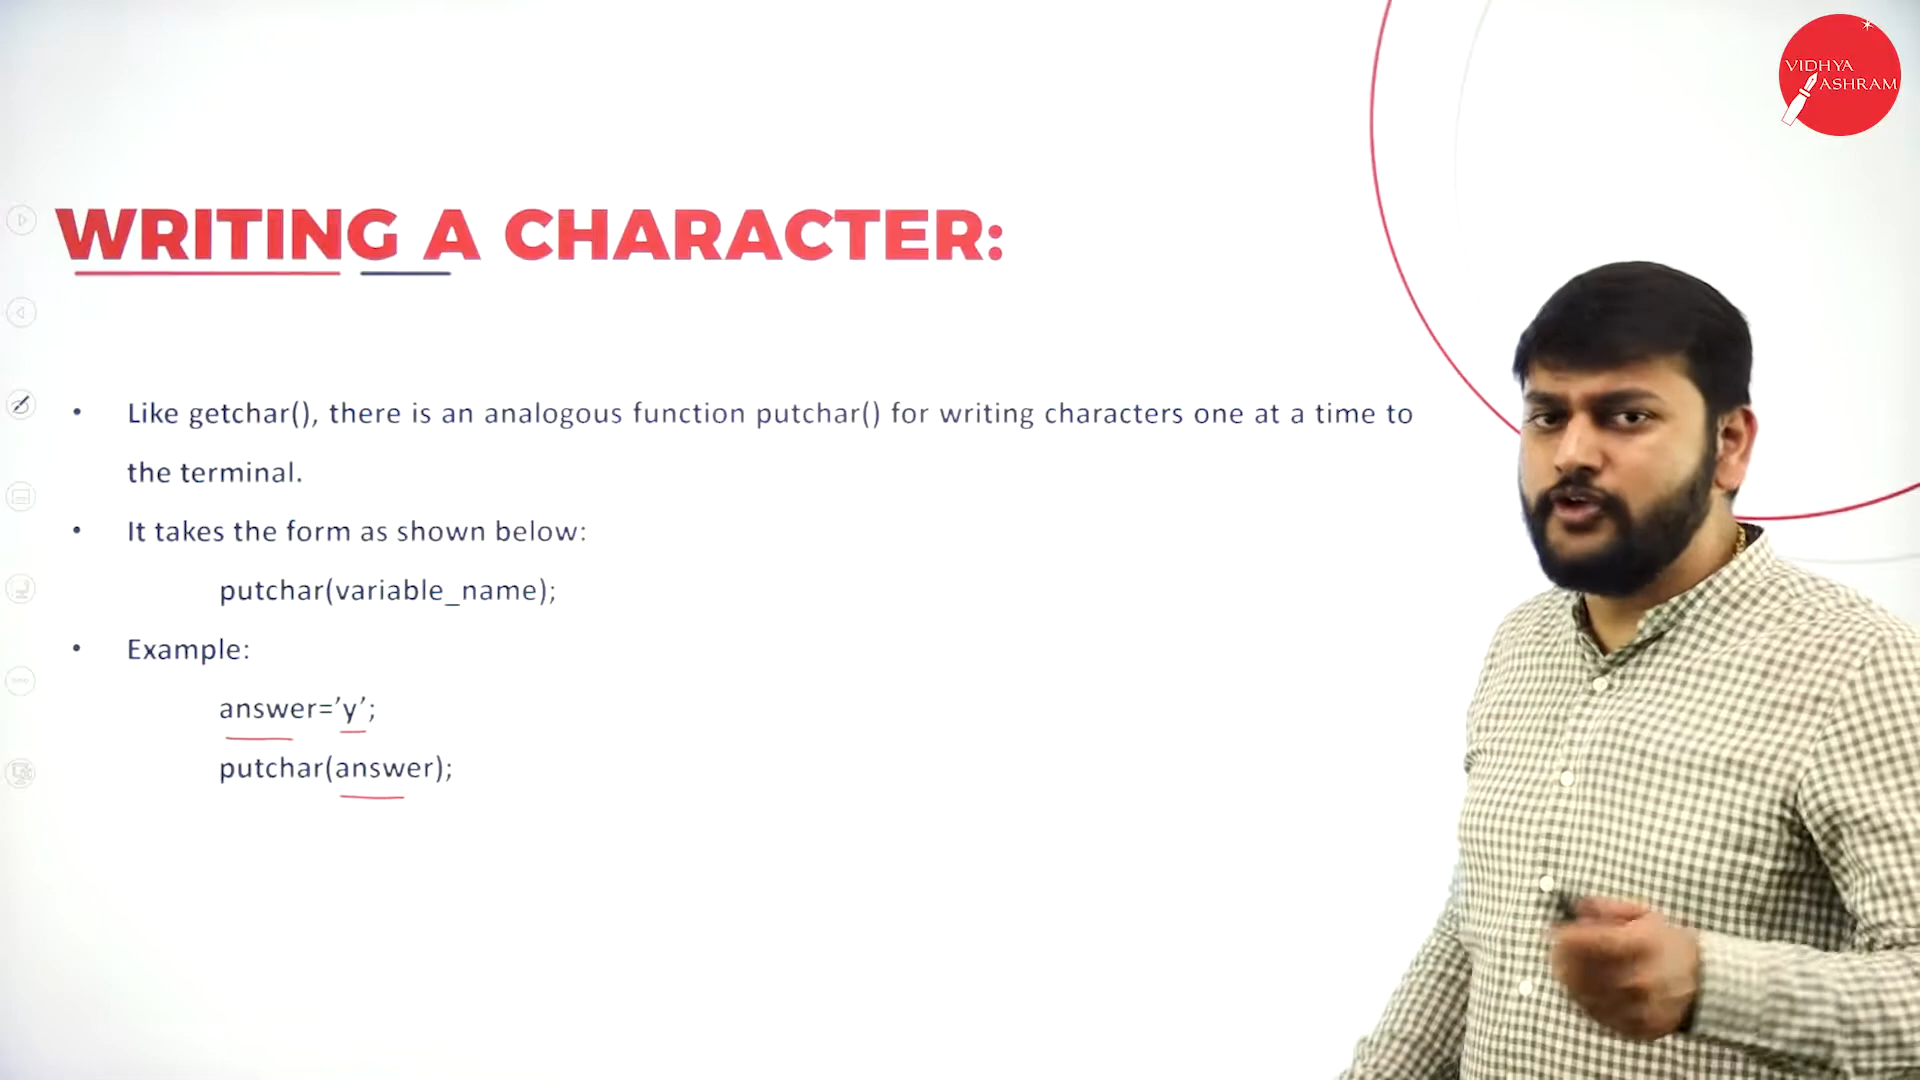 VIDHYA
ASHRAM
WRITING A CHARACTER:
• Like getchar(), there is an analogous function putchar() for writing characters one at a time to
the terminal.
• It takes the form as shown below:
putchar(variable_name);
• Example:
answer=’y’;
putchar(answer);